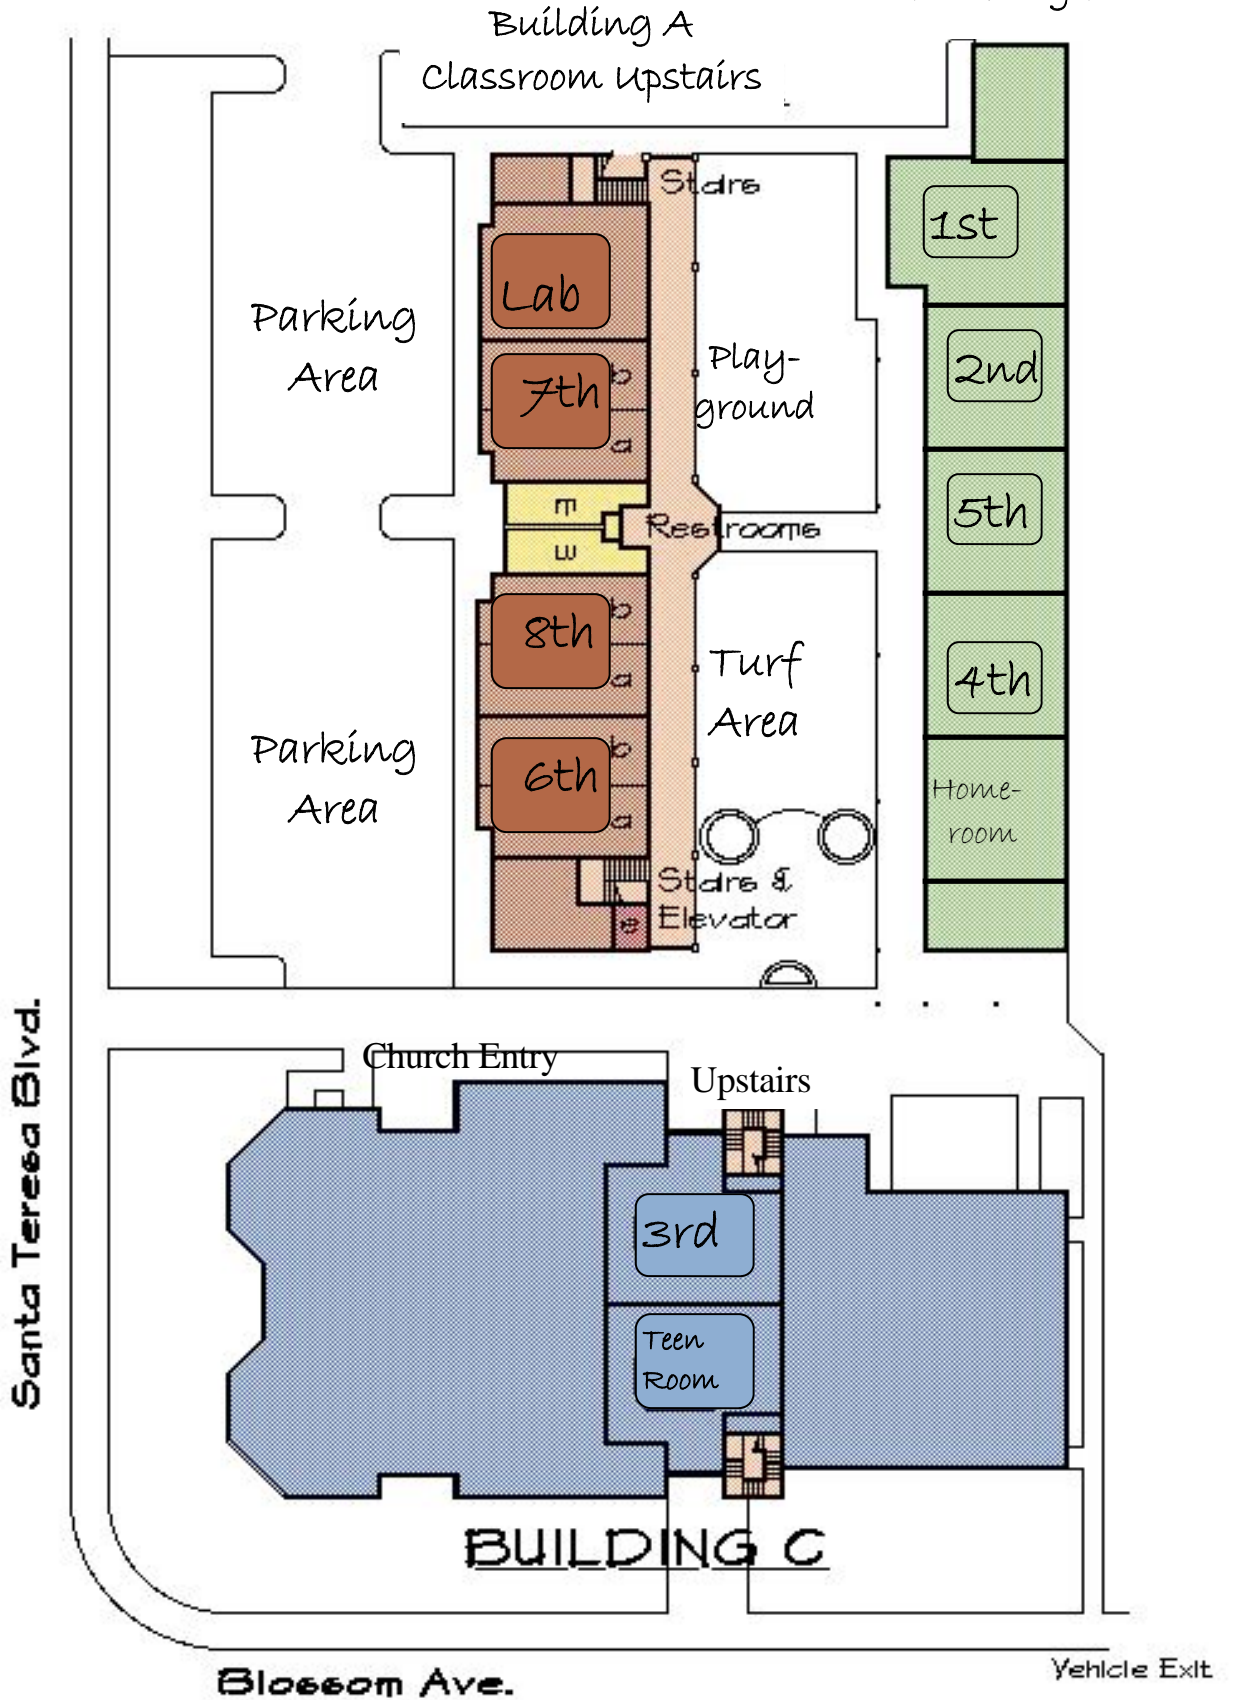 Building A
Classroom Upstairs
Stairs
1st
Lab
Parking
Area
2nd
7th
b
a
Play-
ground
5th
m
Restrooms
w
8th
b
a
Turf
Area
4th
Parking
Area
6th
b
a
Home-
room
Stairs &
Elevator
e
Santa Teresa Blvd.
Church Entry
Upstairs
3rd
Teen
Room
BUILDING C
Blossom Ave.
Vehicle Exit